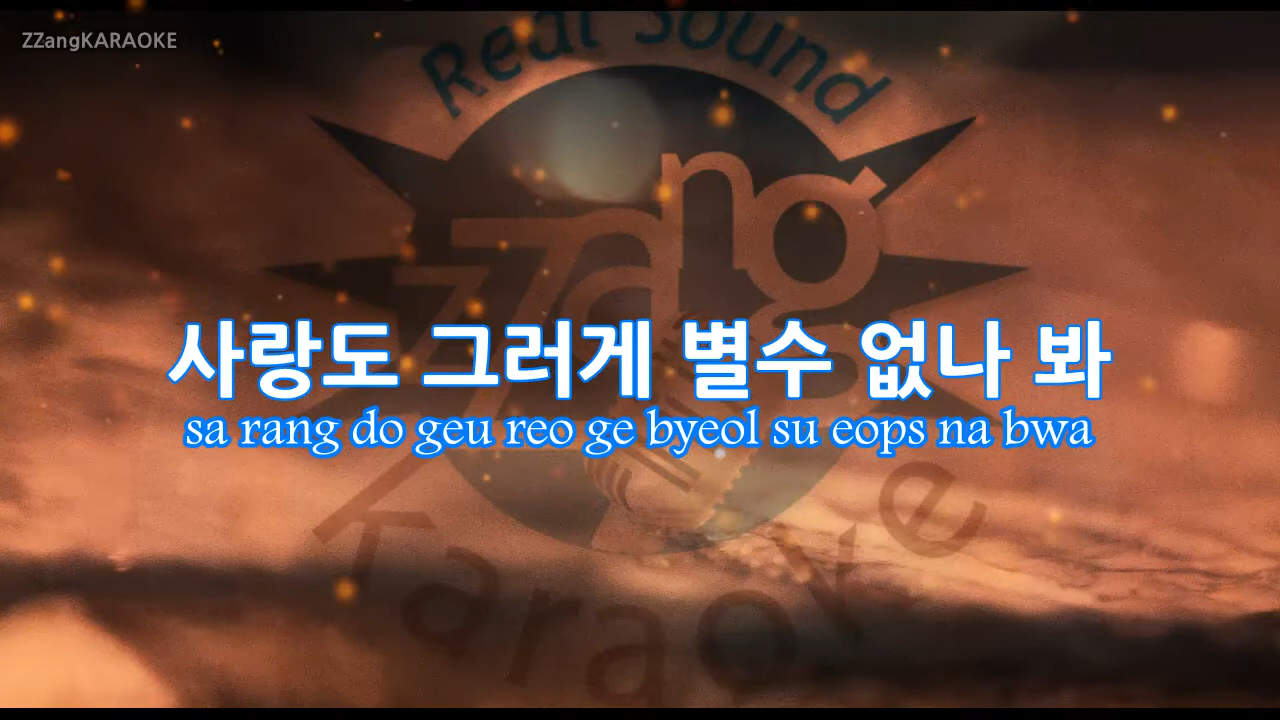 ZZangKARAOKE
Real Sound
ZZang
사랑도 그러게 별수 없나 봐
sa rang do geu reo ge byeol su eops na bwa
Karaoke